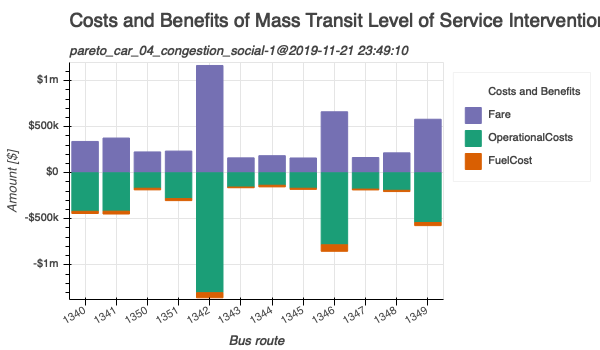 Costs and Benefits of Mass Transit Level of Service Interventio
pareto_car_04_congestion_social-1@2019-11-21 23:49:10
Amount [$]
$1m
$500k
$0
-$500k
-$1m
Costs and Benefits
Fare
OperationalCosts
FuelCost
1340 1341 1350 1351 1342 1343 1344 1345 1346 1347 1348 1349
Bus route